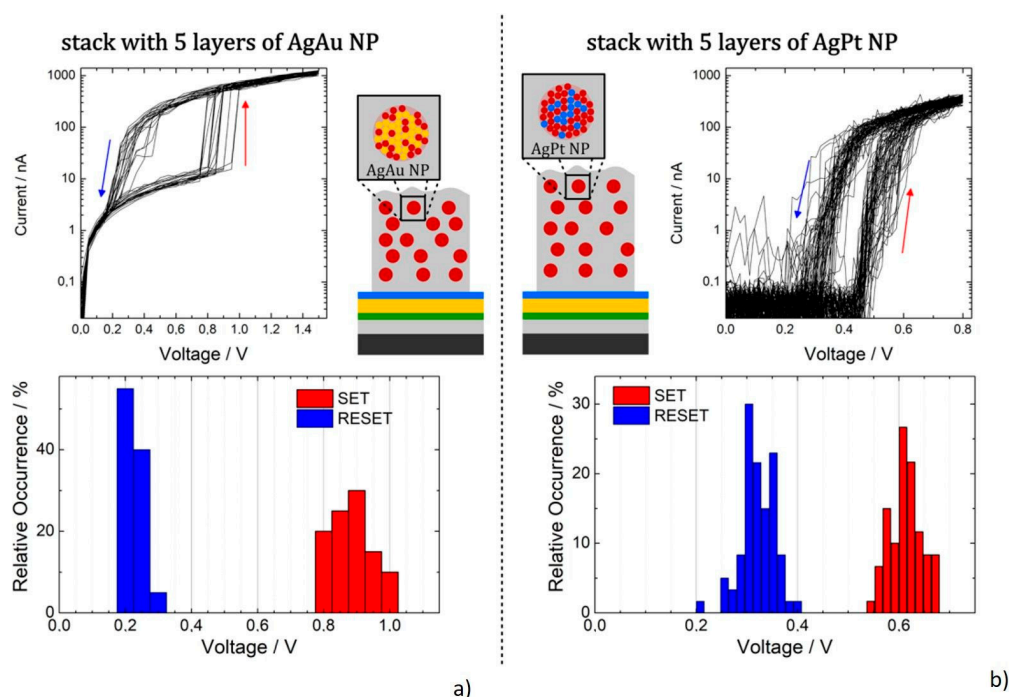 stack with 5 layers of AgAu NP
1000
100
10
1
0,1
Current / nA
0.0 0.2 0.4 0.6 0.8 1.0 1.2 1.4
Voltage / V
AgAu NP
Relative Occurrence / %
40
20
0
SET
RESET
0.0 0.2 0.4 0.6 0.8 1.0
Voltage / V
a)
stack with 5 layers of AgPt NP
AgPt NP
1000
100
10
1
0,1
Current / nA
0.0 0.2 0.4 0.6 0.8
Voltage / V
Relative Occurrence / %
30
20
10
0
SET
RESET
0.0 0.2 0.4 0.6
Voltage / V
b)